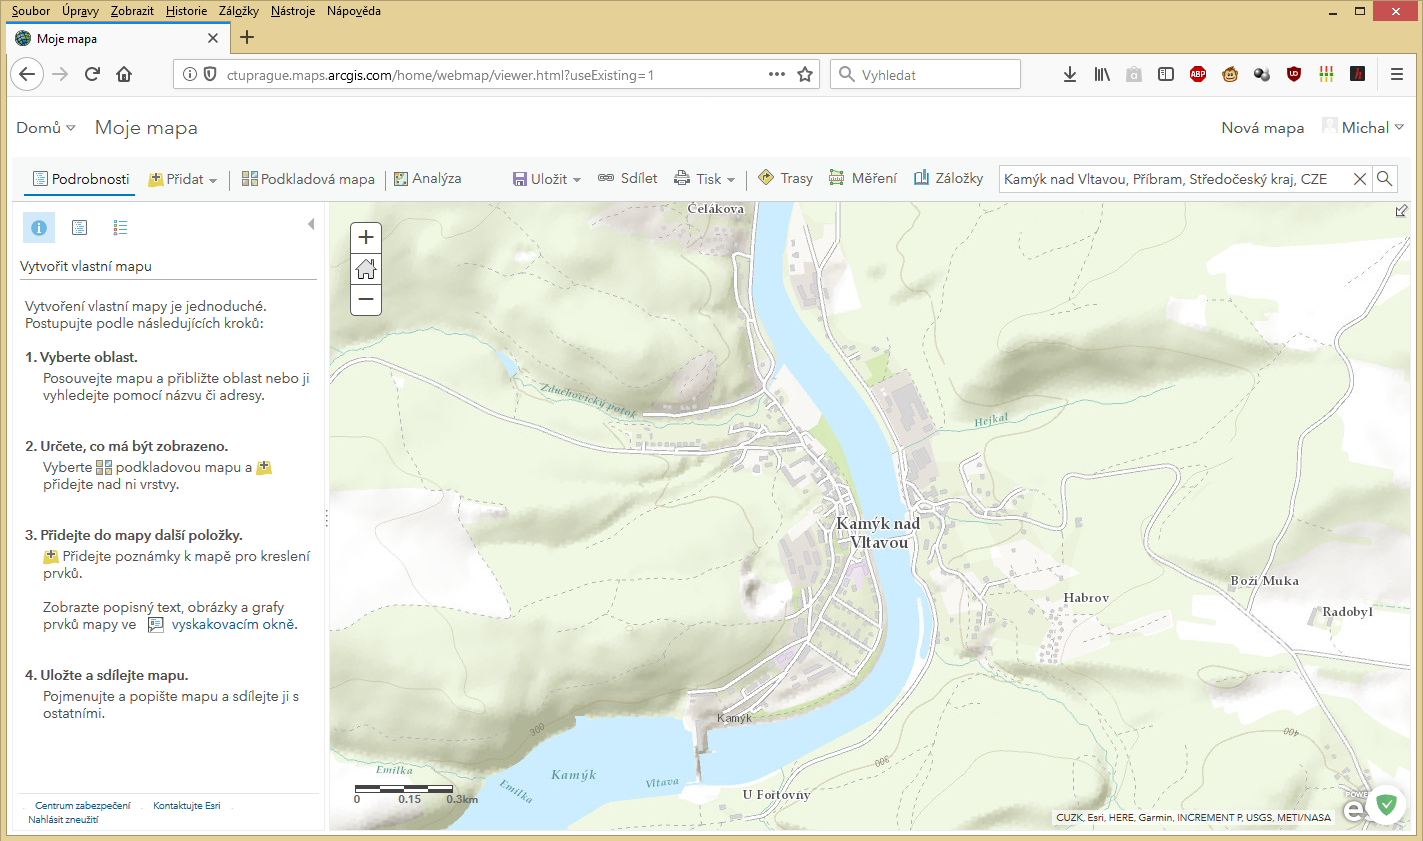 Soubor Úpravy Zobrazit Historie Záložky Nástroje Nápověda
Moje mapa
ctuprague.maps.arcgis.com/home/webmap/viewer.html?useExisting=1
Vyhledat
ABP
Domů Moje mapa
Nová mapa Michal
Podrobnosti Přidat Podkladová mapa Analýza Uložit Sdílet Tisk Trasy Měření Záložky
Kamýk nad Vltavou, Příbram, Středočeský kraj, CZE
Vytvořit vlastní mapu
Vytvoření vlastní mapy je jednoduché.
Postupujte podle následujících kroků:
1. Vyberte oblast.
Posouvejte mapu a přibližte oblast nebo ji
vyhledejte pomocí názvu či adresy.
2. Určete, co má být zobrazeno.
Vyberte podkladovou mapu a
přidejte nad ni vrstvy.
3. Přidejte do mapy další položky.
Přidejte poznámky k mapě pro kreslení
prvků.
Zobrazte popisný text, obrázky a grafy
prvků mapy ve vyskakovacím okně.
4. Uložte a sdílejte mapu.
Pojmenujte a popište mapu a sdílejte ji s
ostatními.
Centrum zabezpečení Kontaktujte Esri
Nahlásit zneužití
Čelákova
Zduchovický potok
Hejkal
Kamýk nad
Vltavou
Boží Muka
Habrov
Radobyl
Kamýk
300
400
300
Emilka
Emilka
Kamýk
Vltava
U Fořtovny
0 0.15 0.3km
CUZK, Esri, HERE, Garmin, INCREMENT P, USGS, METI/NASA